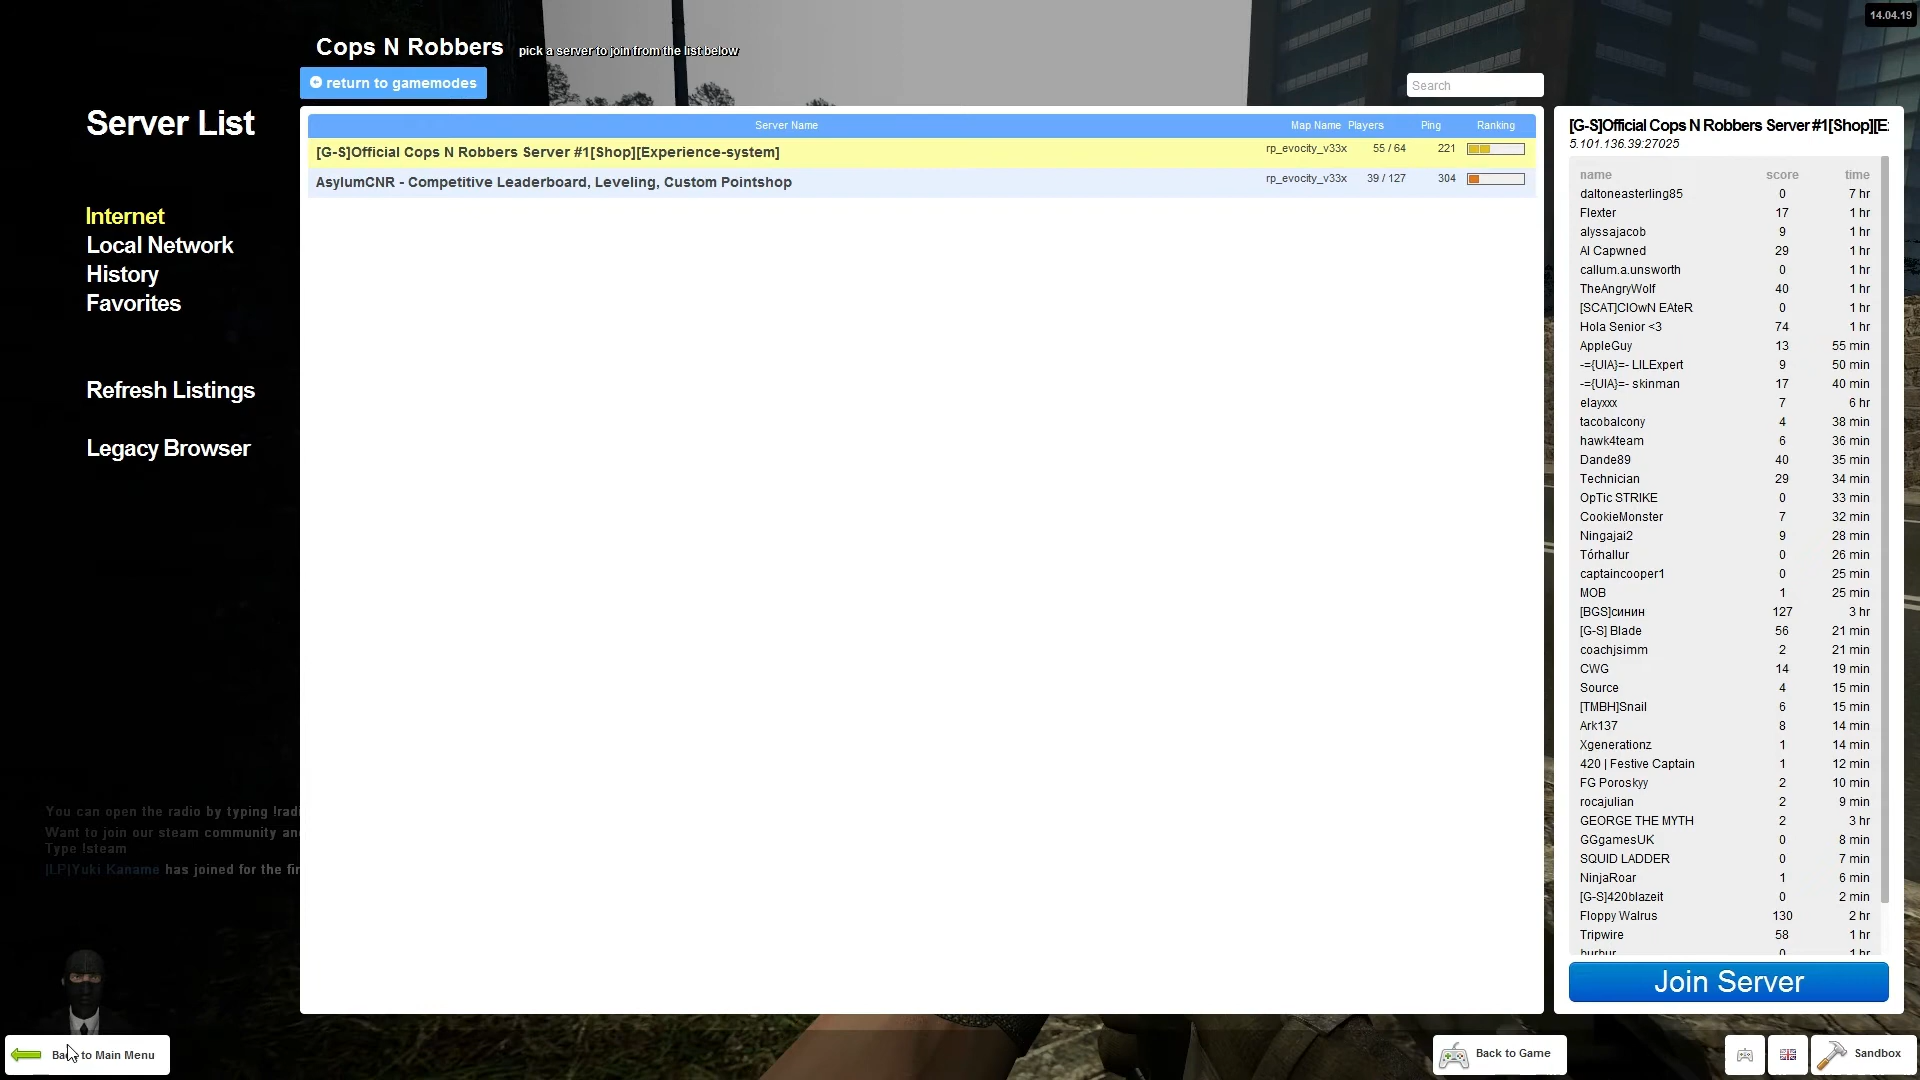 14.04.19
Cops N Robbers pick a server to join from the list below
return to gamemodes
Search
Server List
Internet
Local Network
History
Favorites
Refresh Listings
Legacy Browser
Server Name Map Name Players Ping Ranking
[G-S]Official Cops N Robbers Server #1[Shop][Experience-system] rp_evocity_v33x 55 / 64 221
AsylumCNR - Competitive Leaderboard, Leveling, Custom Pointshop rp_evocity_v33x 39 / 127 304
[G-S]Official Cops N Robbers Server #1[Shop][E
5.101.136.39:27025
name score time
daltoneasterling85 0 7 hr
Flexter 17 1 hr
alyssajacob 9 1 hr
Al Capwned 29 1 hr
callum.a.unsworth 0 1 hr
TheAngryWolf 40 1 hr
[SCAT]ClOwN EAteR 0 1 hr
Hola Senior <3 74 1 hr
AppleGuy 13 55 min
-={UIA}=- LILExpert 9 50 min
-={UIA}=- skinman 17 40 min
elayxxx 7 6 hr
tacobalcony 4 38 min
hawk4team 6 36 min
Dande89 40 35 min
Technician 29 34 min
OpTic STRIKE 0 33 min
CookieMonster 7 32 min
Ningajai2 9 28 min
Tórhallur 0 26 min
captaincooper1 0 25 min
MOB 1 25 min
[BGS]синин 127 3 hr
[G-S] Blade 56 21 min
coachjsimm 2 21 min
CWG 14 19 min
Source 4 15 min
[TMBH]Snail 6 15 min
Ark137 8 14 min
Xgenerationz 1 14 min
420 | Festive Captain 1 12 min
FG Poroskyy 2 10 min
rocajulian 2 9 min
GEORGE THE MYTH 2 3 hr
GGgamesUK 0 8 min
SQUID LADDER 0 7 min
NinjaRoar 1 6 min
[G-S]420blazeit 0 2 min
Floppy Walrus 130 2 hr
Tripwire 58 1 hr
burbur 0 1 hr
Join Server
You can open the radio by typing !radi
Want to join our steam community and
Type !steam
|LP|Yuki Kaname has joined for the fir
Back to Main Menu
Back to Game
Sandbox